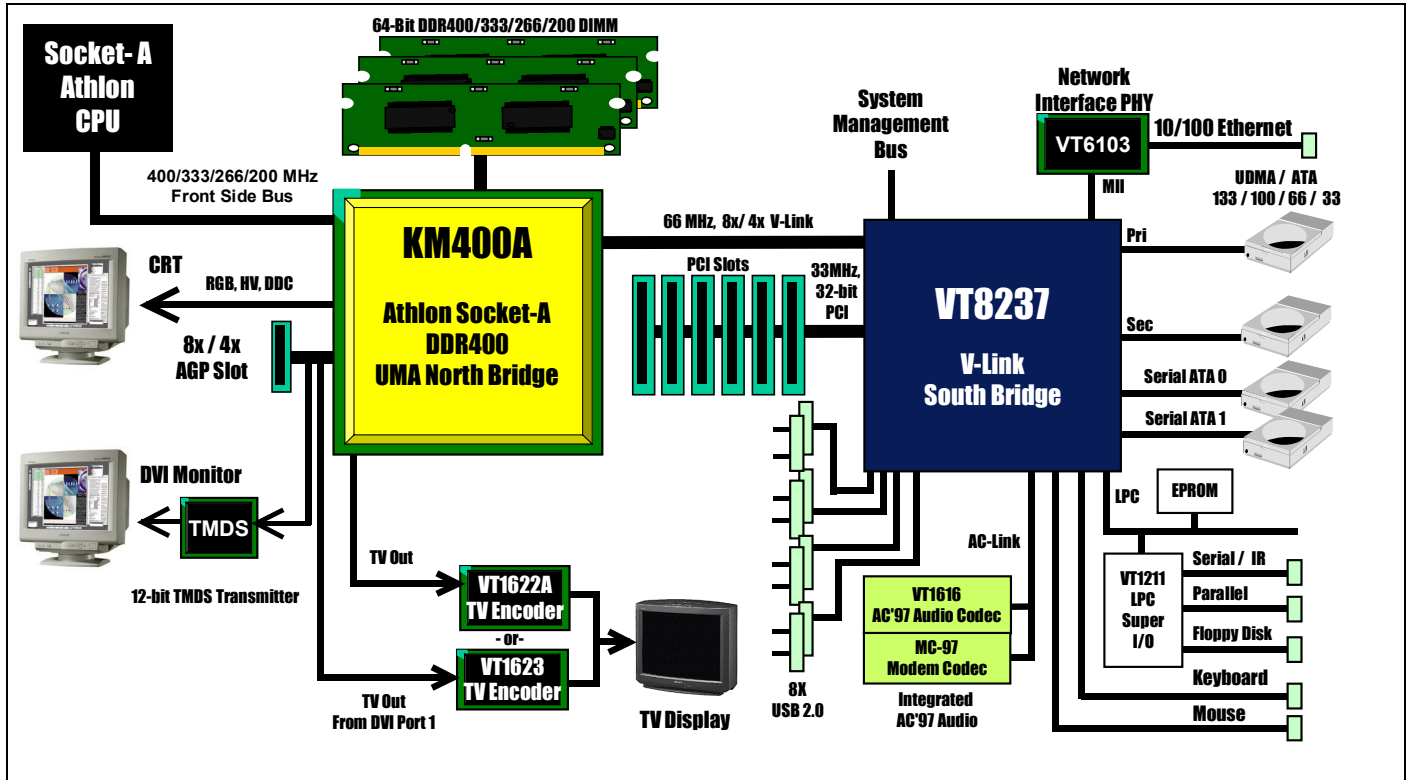 64-Bit DDR400/333/266/200 DIMM
Socket- A
Athlon
CPU
400/333/266/200 MHz
Front Side Bus
KM400A
Athlon Socket-A
DDR400
UMA North Bridge
CRT
RGB, HV, DDC
8x / 4x
AGP Slot
DVI Monitor
TMDS
12-bit TMDS Transmitter
TV Out
VT1622A
TV Encoder
- or-
VT1623
TV Encoder
TV Out
From DVI Port 1
TV Display
66 MHz, 8x/ 4x V-Link
PCI Slots
33MHz,
32-bit
PCI
System
Management
Bus
Network
Interface PHY
VT6103
10/100 Ethernet
MII
UDMA / ATA
133 / 100 / 66 / 33
VT8237
V-Link
South Bridge
Pri
Sec
Serial ATA 0
Serial ATA 1
8X
USB 2.0
AC-Link
VT1616
AC'97 Audio Codec
MC-97
Modem Codec
Integrated
AC'97 Audio
LPC
EPROM
VT1211
LPC
Super
I/O
Serial / IR
Parallel
Floppy Disk
Keyboard
Mouse